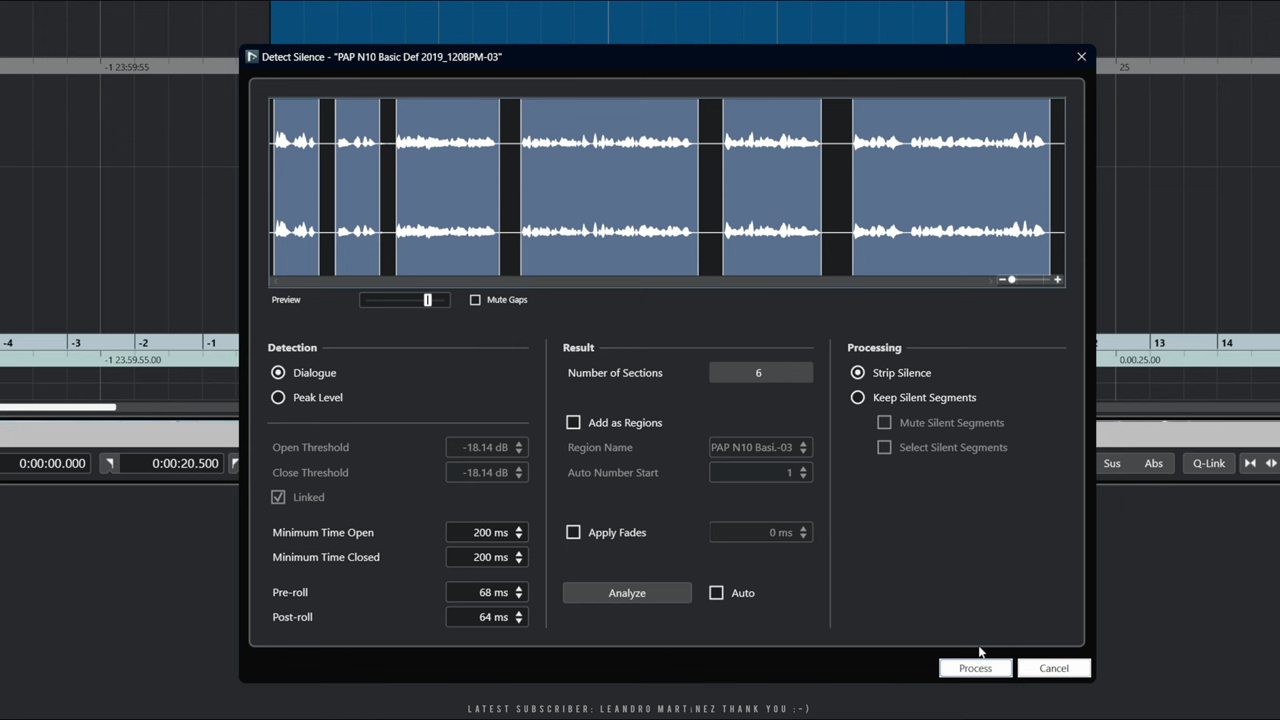 -1 23:59:55
25
Detect Silence - "PAP N10 Basic Def 2019_120BPM-03"
Preview
Mute Gaps
-4 -3 -2 -1
13 14
-1 23.59.55.00
0.00.25.00
Detection
Dialogue
Peak Level
Open Threshold -18.14 dB
Close Threshold -18.14 dB
Linked
Minimum Time Open 200 ms
Minimum Time Closed 200 ms
Pre-roll 68 ms
Post-roll 64 ms
Result
Number of Sections 6
Add as Regions
Region Name PAP N10 Basi.-03
Auto Number Start 1
Apply Fades 0 ms
Analyze Auto
Processing
Strip Silence
Keep Silent Segments
Mute Silent Segments
Select Silent Segments
0:00:00.000 0:00:20.500
Sus Abs Q-Link
Process Cancel
LATEST SUBSCRIBER: LEANDRO MARTiNEZ THANK YOU :-)